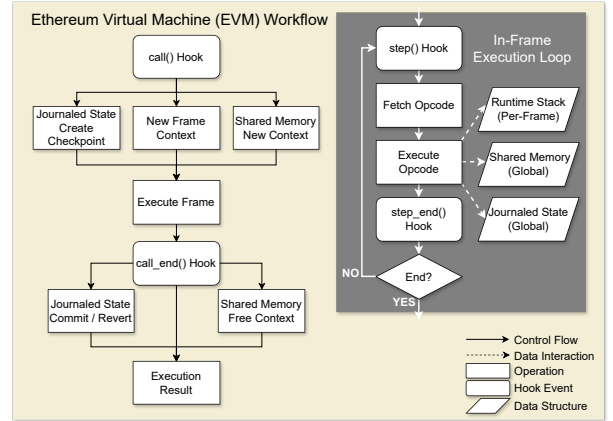 Ethereum Virtual Machine (EVM) Workflow
call() Hook
Journaled State
Create
Checkpoint
New Frame
Context
Shared Memory
New Context
Execute Frame
call_end() Hook
Journaled State
Commit / Revert
Shared Memory
Free Context
Execution
Result
In-Frame
Execution Loop
step() Hook
Fetch Opcode
Execute
Opcode
step_end()
Hook
End?
NO
YES
Runtime Stack
(Per-Frame)
Shared Memory
(Global)
Journaled State
(Global)
Control Flow
Data Interaction
Operation
Hook Event
Data Structure